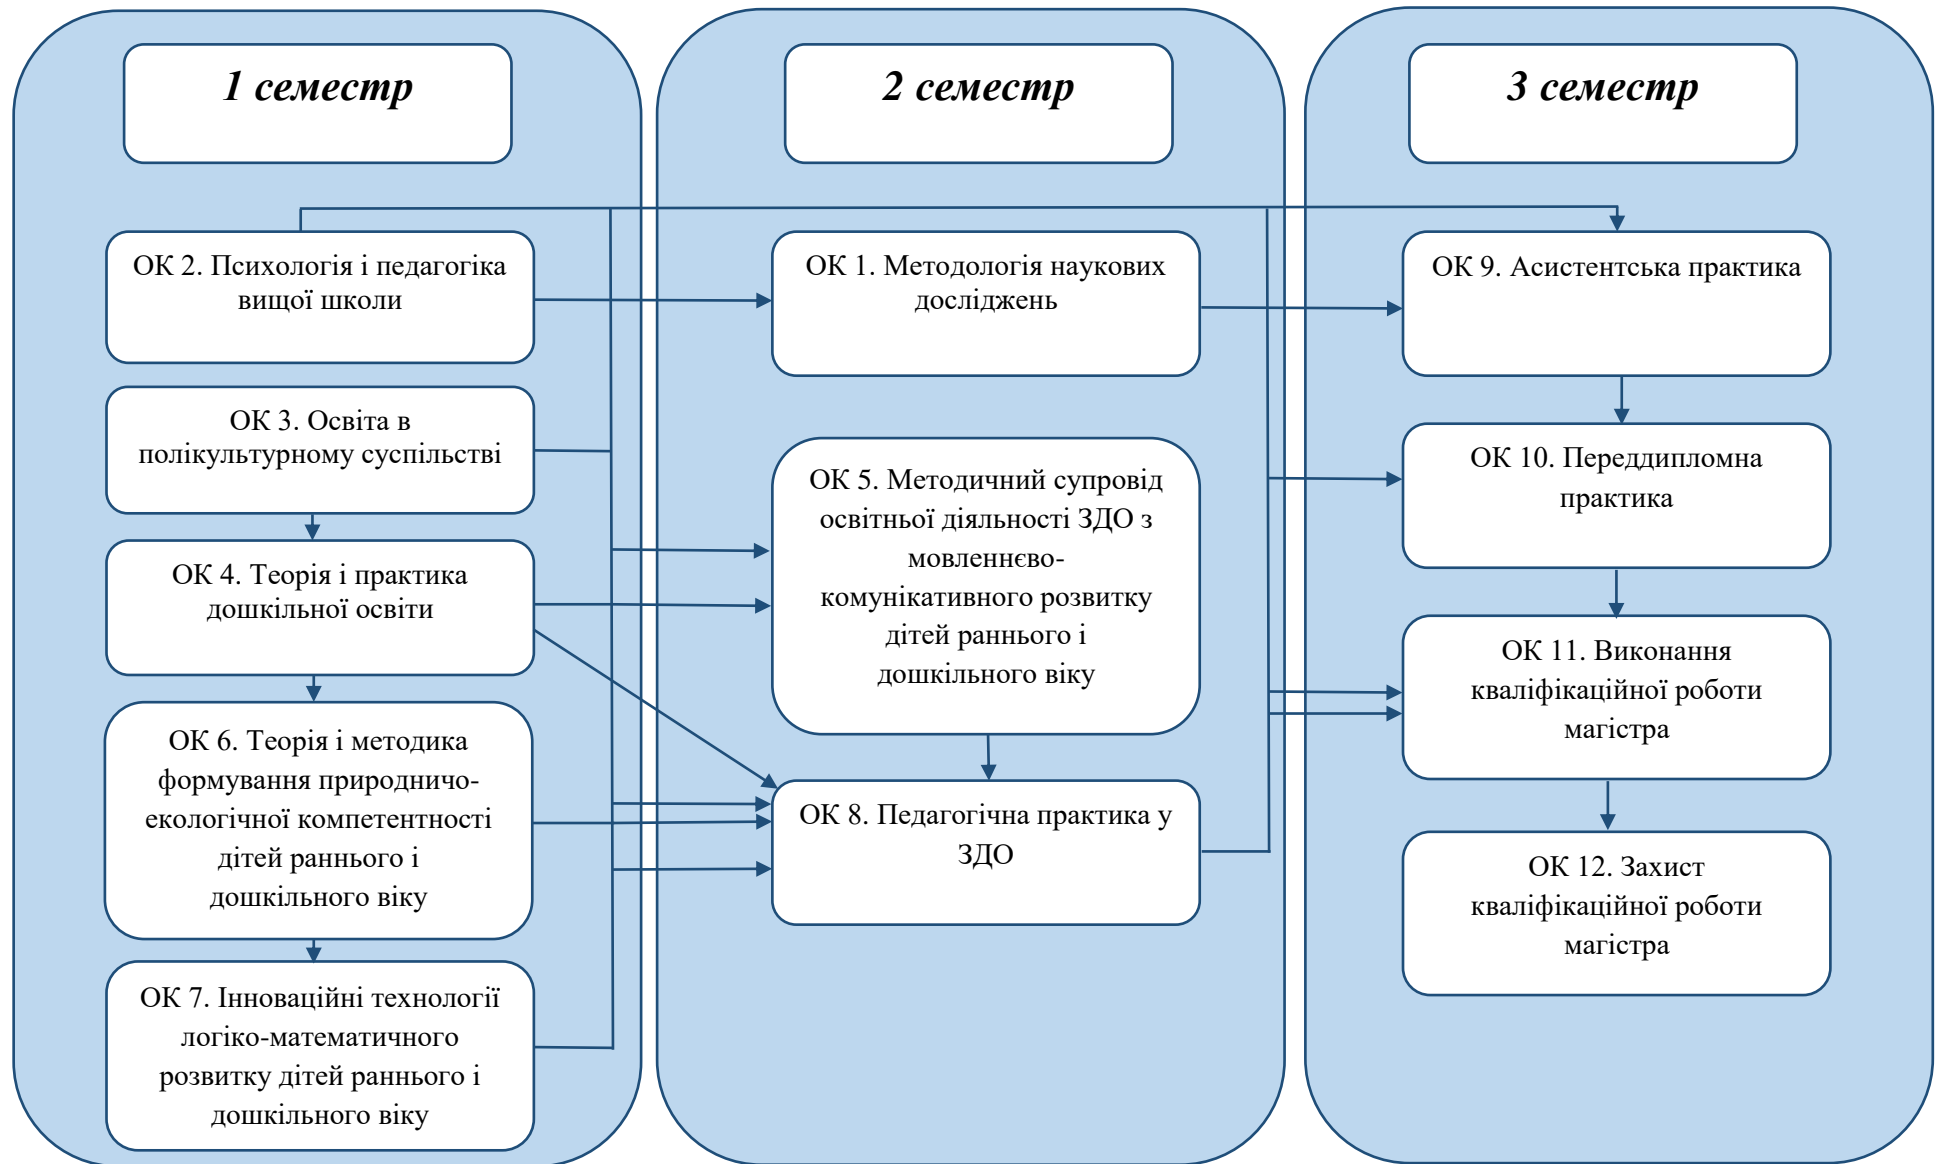 1 семестр
ОК 2. Психологія і педагогіка
вищої школи
ОК 3. Освіта в
полікультурному суспільстві
ОК 4. Теорія і практика
дошкільної освіти
ОК 6. Теорія і методика
формування природничо-
екологічної компетентності
дітей раннього і
дошкільного віку
ОК 7. Інноваційні технології
логіко-математичного
розвитку дітей раннього і
дошкільного віку
2 семестр
ОК 1. Методологія наукових
досліджень
ОК 5. Методичний супровід
освітньої діяльності ЗДО з
мовленнєво-
комунікативного розвитку
дітей раннього і
дошкільного віку
ОК 8. Педагогічна практика у
ЗДО
3 семестр
ОК 9. Асистентська практика
ОК 10. Переддипломна
практика
ОК 11. Виконання
кваліфікаційної роботи
магістра
ОК 12. Захист
кваліфікаційної роботи
магістра